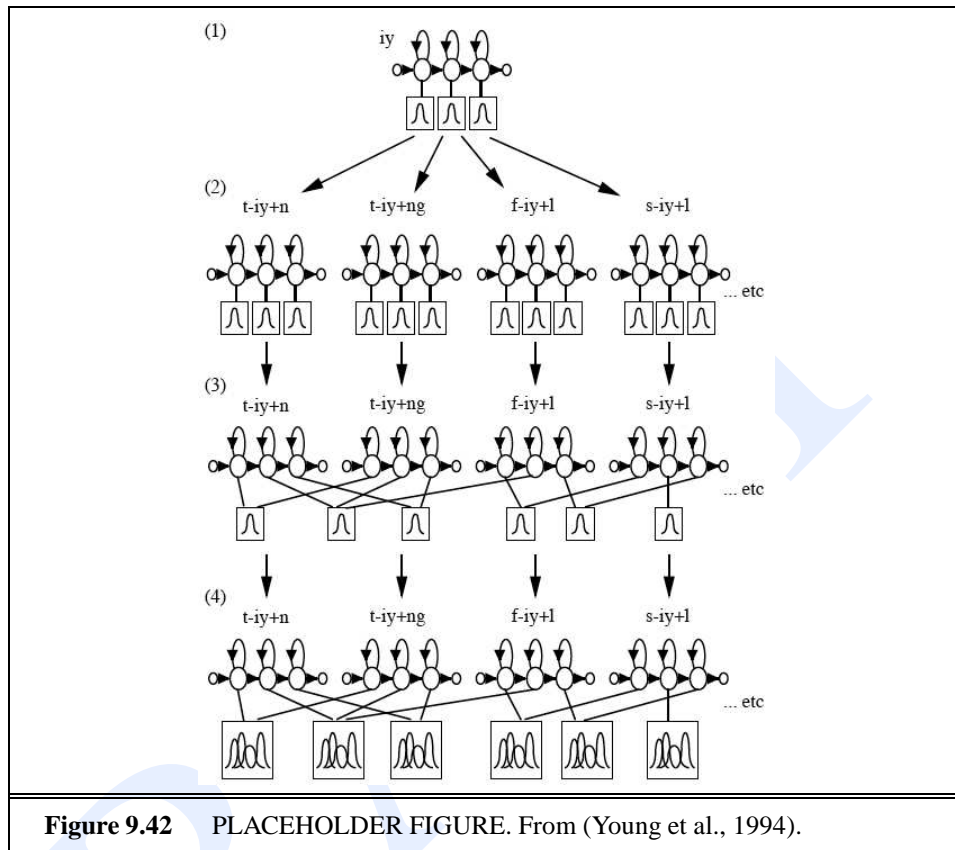 (1)
iy
(2)
t-iy+n t-iy+ng f-iy+l s-iy+l
... etc
(3)
t-iy+n t-iy+ng f-iy+l s-iy+l
... etc
(4)
t-iy+n t-iy+ng f-iy+l s-iy+l
... etc
Figure 9.42 PLACEHOLDER FIGURE. From (Young et al., 1994).